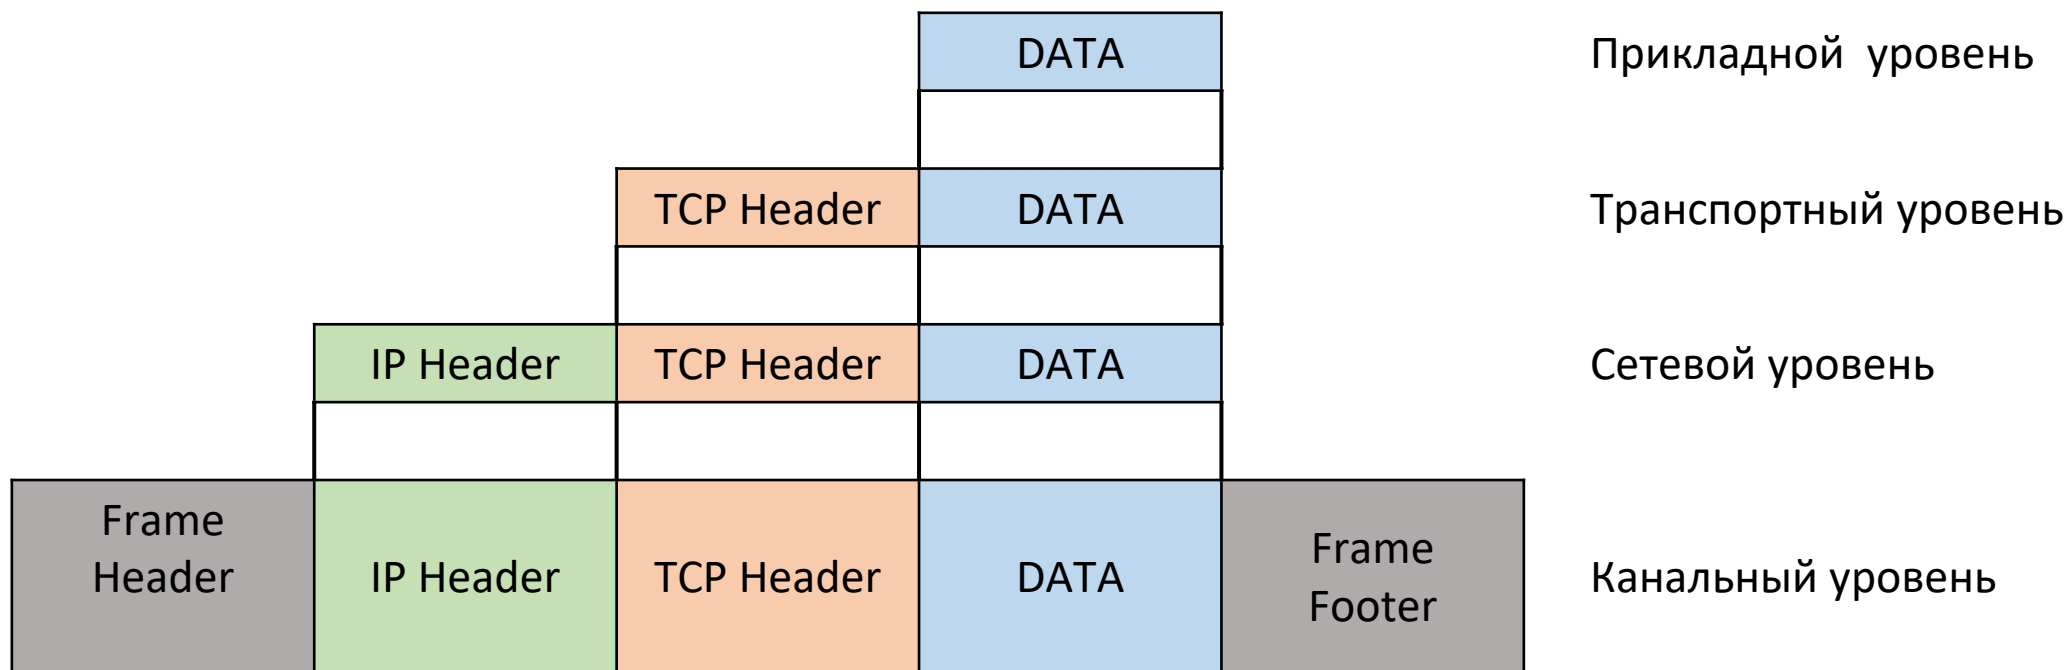 DATA Прикладной уровень
TCP Header DATA Транспортный уровень
IP Header TCP Header DATA Сетевой уровень
Frame
Header
IP Header TCP Header DATA
Frame
Footer
Канальный уровень